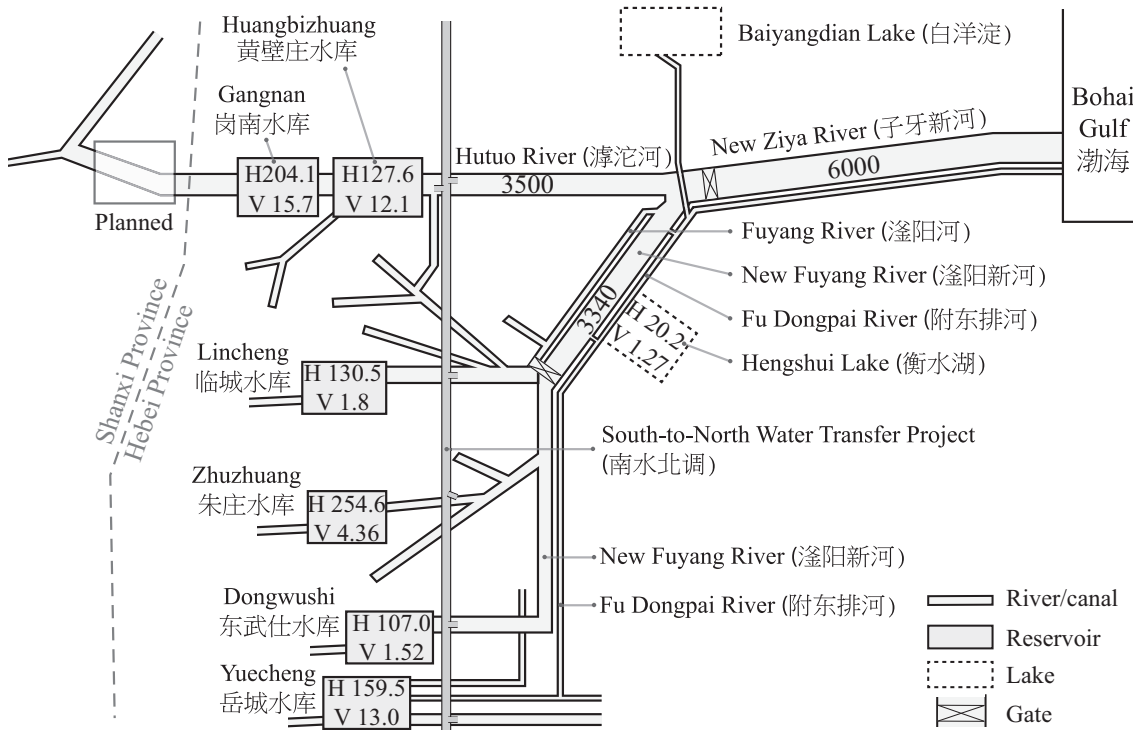 Huangbizhuang
黄壁庄水库
Gangnan
岗南水库
H204.1
V 15.7
H127.6
V 12.1
Planned
Hutuo River (滹沱河)
3500
Baiyangdian Lake (白洋淀)
New Ziya River (子牙新河)
6000
Bohai
Gulf
渤海
Fuyang River (滏阳河)
New Fuyang River (滏阳新河)
Fu Dongpai River (附东排河)
Hengshui Lake (衡水湖)
3340
H 20.2
V 1.27
Shanxi Province
Hebei Province
Lincheng
临城水库
H 130.5
V 1.8
South-to-North Water Transfer Project
(南水北调)
Zhuzhuang
朱庄水库
H 254.6
V 4.36
New Fuyang River (滏阳新河)
Fu Dongpai River (附东排河)
Dongwushi
东武仕水库
H 107.0
V 1.52
Yuecheng
岳城水库
H 159.5
V 13.0
River/canal
Reservoir
Lake
Gate